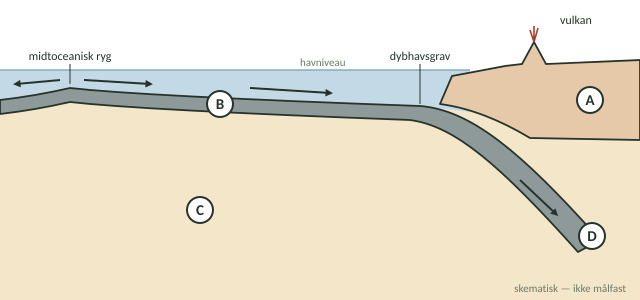 vulkan
midtoceanisk ryg
havniveau
dybhavsgrav
A
B
C
D
skematisk — ikke målfast